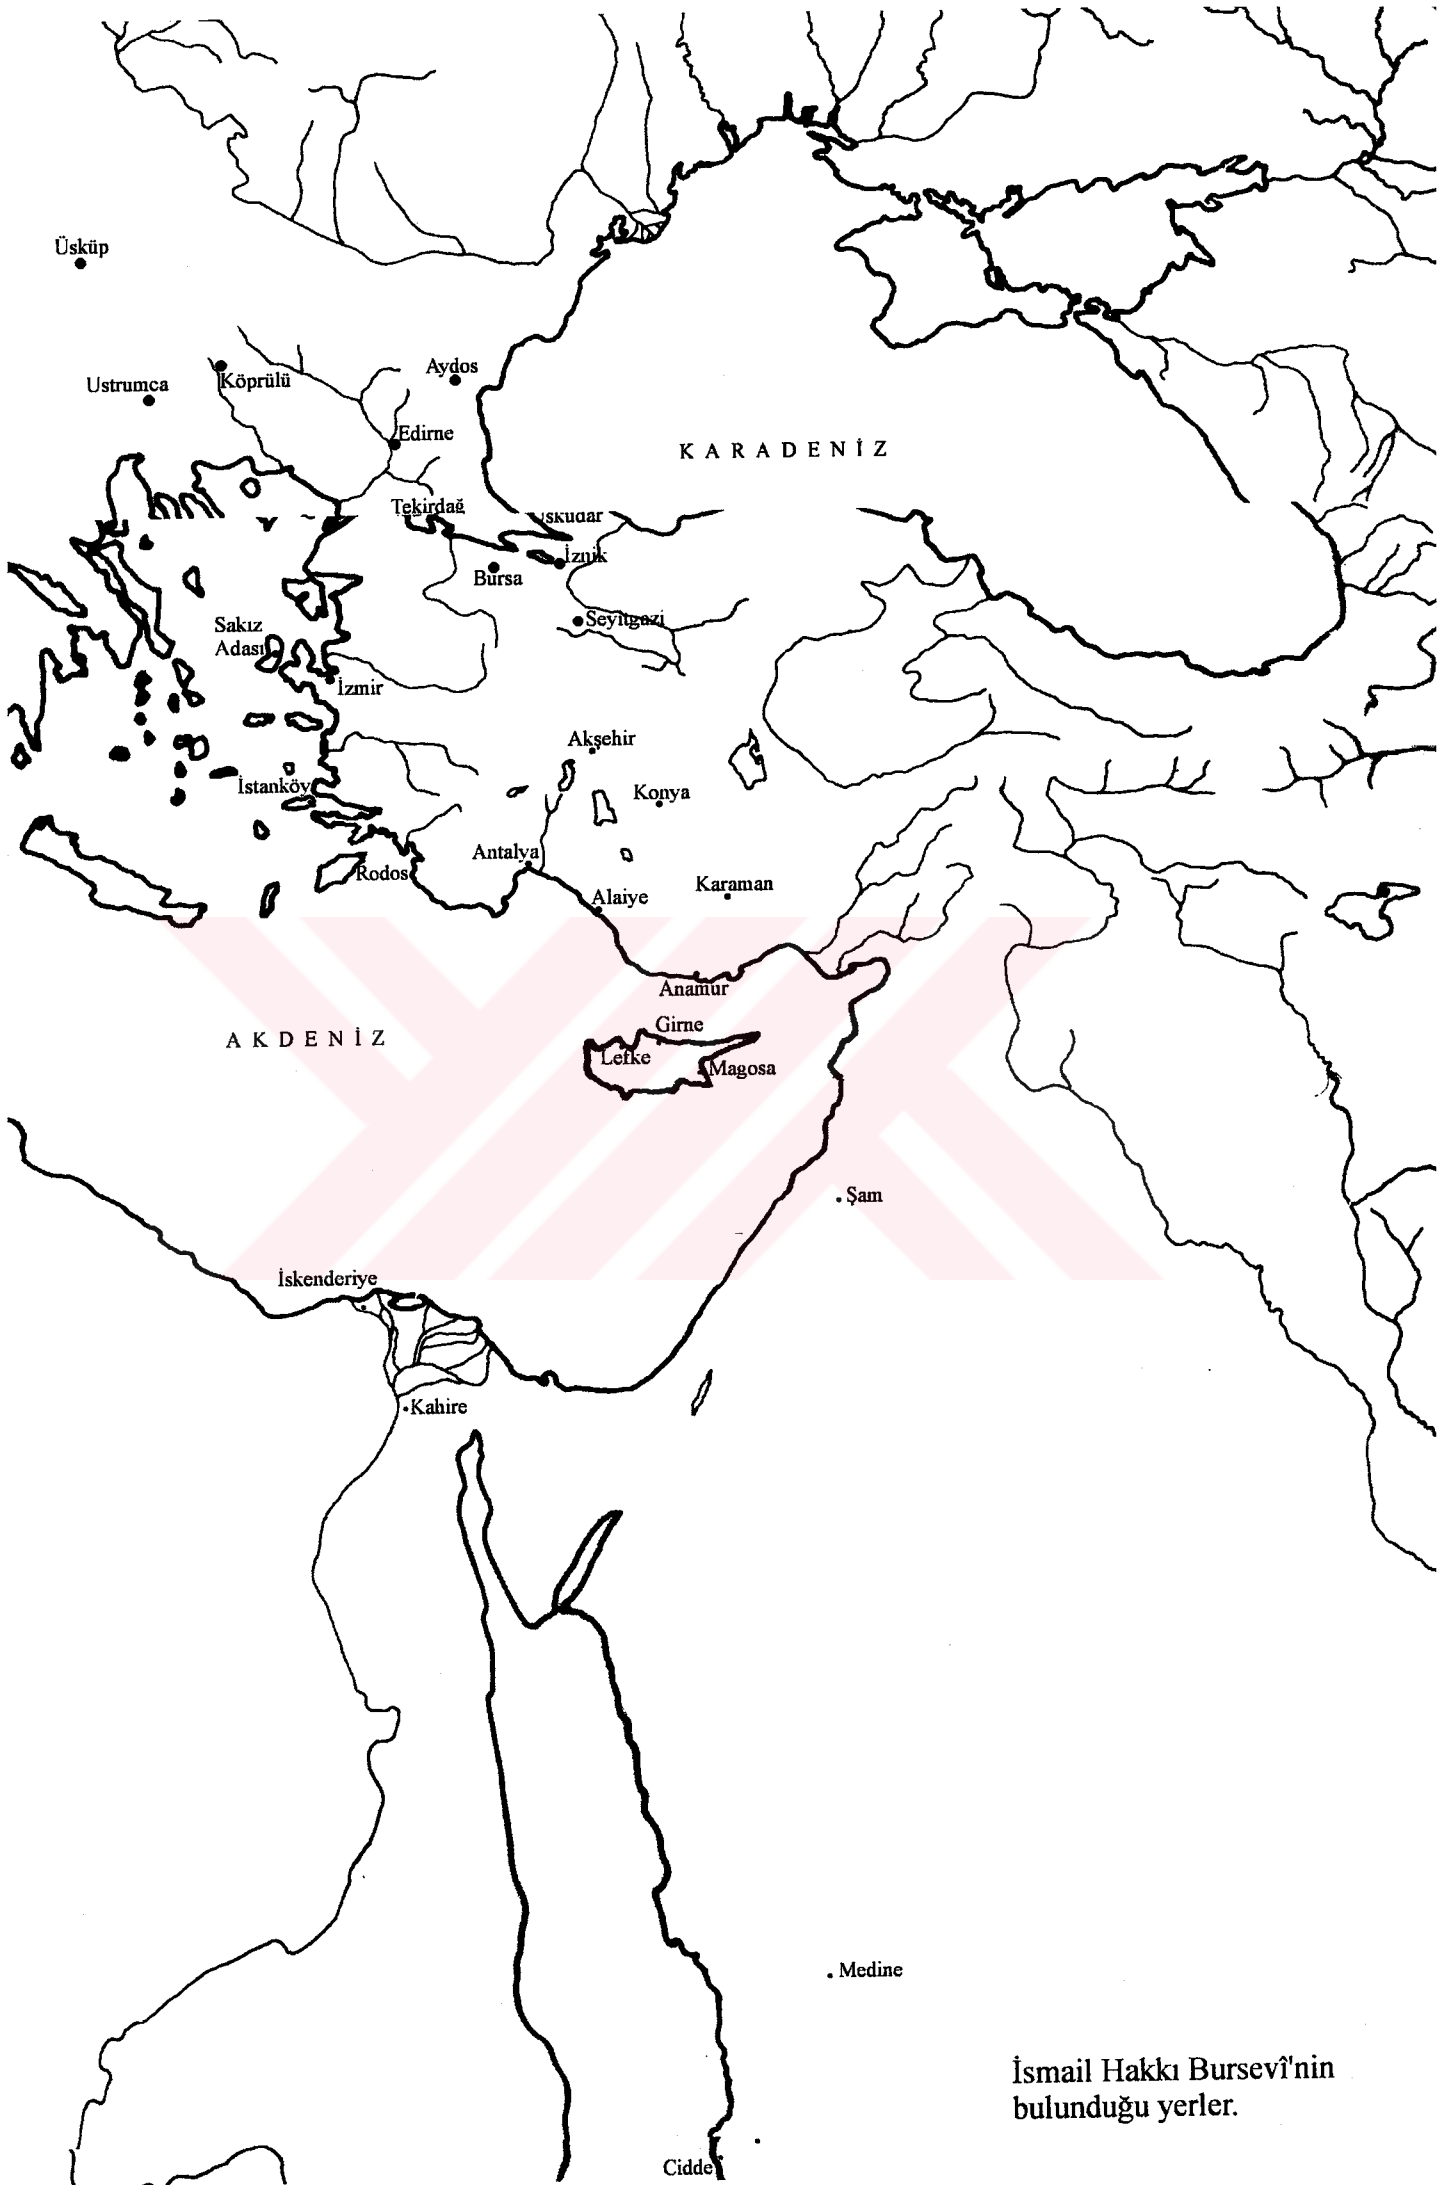 Üsküp
Aydos
Köprülü
Ustrumca
Edirne
KARADENİZ
Tekirdağ
İznik
Bursa
Seyitgazi
Sakız
Adası
İzmir
Akşehir
İstanköy
Konya
Antalya
Rodos
Karaman
Alaiye
Anamur
Girne
AKDENİZ
Lefke
Magosa
Şam
İskenderiye
Kahire
Medine
İsmail Hakkı Bursevî'nin
bulunduğu yerler.
Cidde